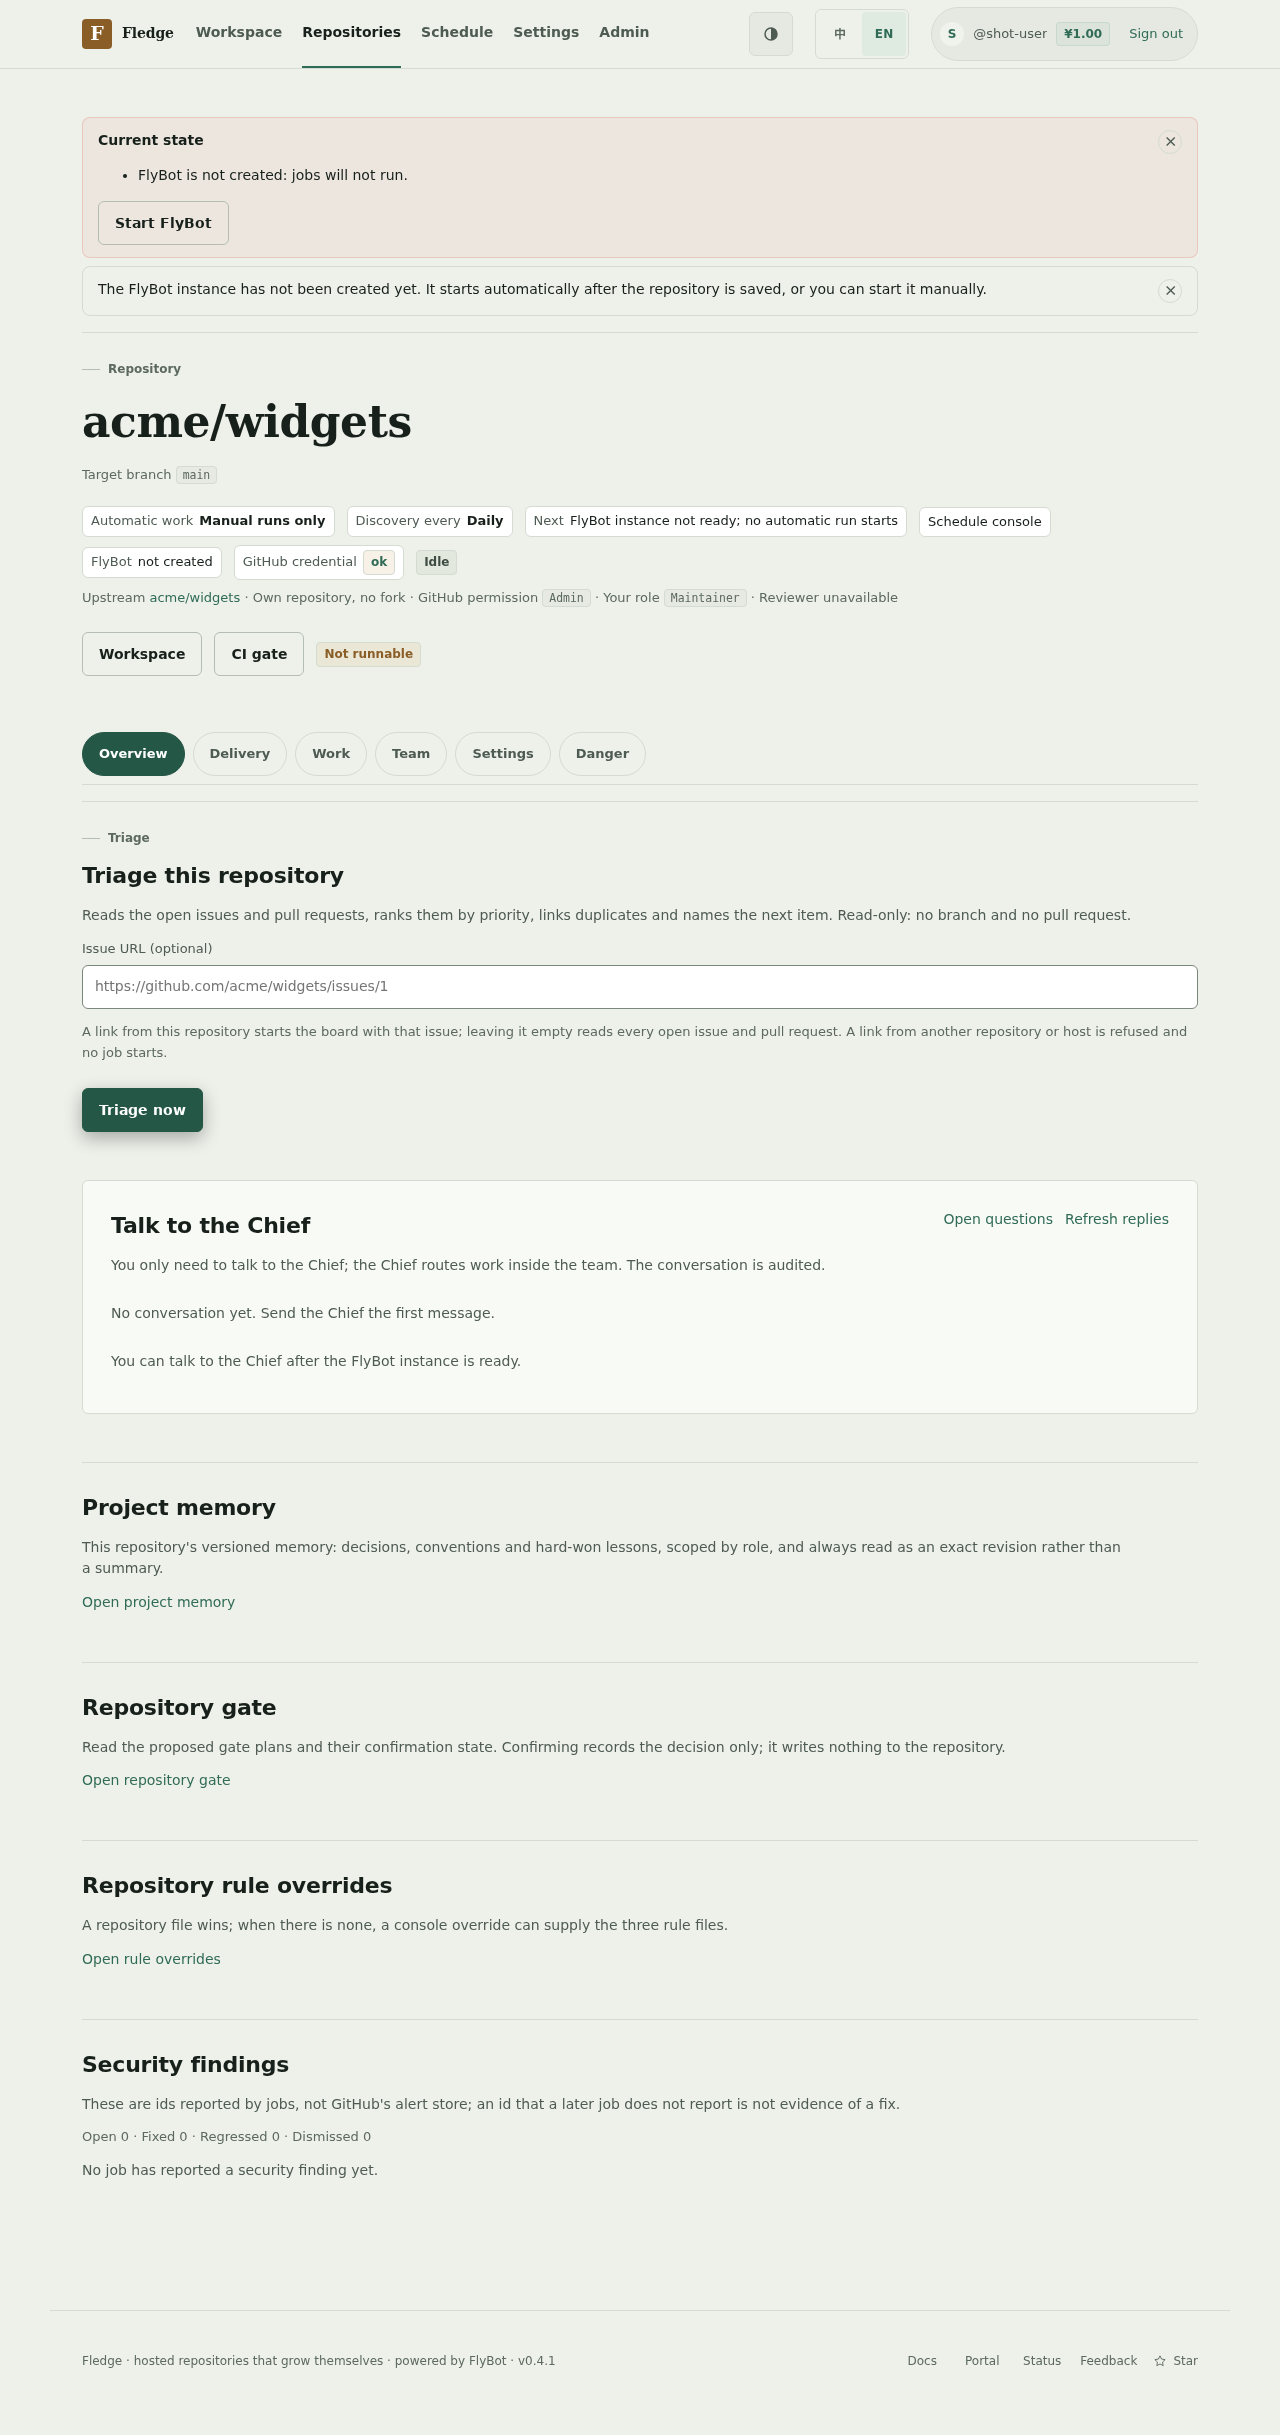 F Fledge Workspace Repositories Schedule Settings Admin 中 EN S @shot-user ¥1.00 Sign out
Current state
• FlyBot is not created: jobs will not run.
Start FlyBot
The FlyBot instance has not been created yet. It starts automatically after the repository is saved, or you can start it manually.
Repository
acme/widgets
Target branch main
Automatic work Manual runs only Discovery every Daily Next FlyBot instance not ready; no automatic run starts Schedule console
FlyBot not created GitHub credential ok Idle
Upstream acme/widgets · Own repository, no fork · GitHub permission Admin · Your role Maintainer · Reviewer unavailable
Workspace CI gate Not runnable
Overview Delivery Work Team Settings Danger
Triage
Triage this repository
Reads the open issues and pull requests, ranks them by priority, links duplicates and names the next item. Read-only: no branch and no pull request.
Issue URL (optional)
https://github.com/acme/widgets/issues/1
A link from this repository starts the board with that issue; leaving it empty reads every open issue and pull request. A link from another repository or host is refused and
no job starts.
Triage now
Talk to the Chief Open questions Refresh replies
You only need to talk to the Chief; the Chief routes work inside the team. The conversation is audited.
No conversation yet. Send the Chief the first message.
You can talk to the Chief after the FlyBot instance is ready.
Project memory
This repository's versioned memory: decisions, conventions and hard-won lessons, scoped by role, and always read as an exact revision rather than
a summary.
Open project memory
Repository gate
Read the proposed gate plans and their confirmation state. Confirming records the decision only; it writes nothing to the repository.
Open repository gate
Repository rule overrides
A repository file wins; when there is none, a console override can supply the three rule files.
Open rule overrides
Security findings
These are ids reported by jobs, not GitHub's alert store; an id that a later job does not report is not evidence of a fix.
Open 0 · Fixed 0 · Regressed 0 · Dismissed 0
No job has reported a security finding yet.
Fledge · hosted repositories that grow themselves · powered by FlyBot · v0.4.1 Docs Portal Status Feedback Star